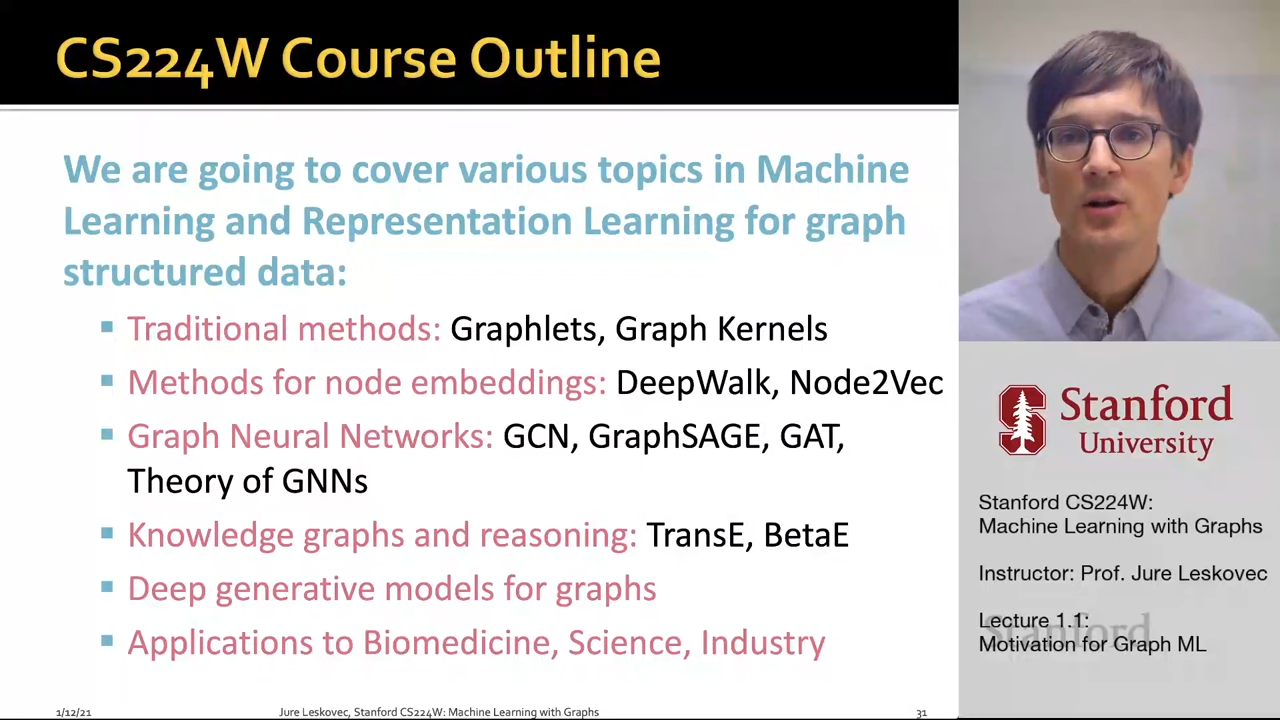 CS224W Course Outline
We are going to cover various topics in Machine
Learning and Representation Learning for graph
structured data:
Traditional methods: Graphlets, Graph Kernels
Methods for node embeddings: DeepWalk, Node2Vec
Graph Neural Networks: GCN, GraphSAGE, GAT,
Theory of GNNs
Knowledge graphs and reasoning: TransE, BetaE
Deep generative models for graphs
Applications to Biomedicine, Science, Industry
1/12/21
Jure Leskovec, Stanford CS224W: Machine Learning with Graphs
31
Stanford
University
Stanford CS224W:
Machine Learning with Graphs
Instructor: Prof. Jure Leskovec
Lecture 1.1:
Stanford
Motivation for Graph ML